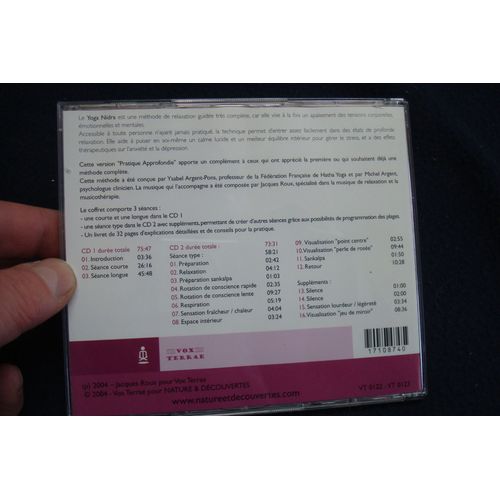 Le Yoga Nidra est une méthode de relaxation guidée très complète, car elle vise à la fois un apaisement des tensions corporelles,
émotionnelles et mentales.
Accessible à toute personne n'ayant jamais pratiqué, la technique permet d'entrer assez facilement dans des états de profonde
relaxation. Elle aide à puiser en soi-même un calme lucide et un meilleur équilibre intérieur pour gérer le stress, et a des effets
thérapeutiques sur l'anxiété et la dépression.
Cette version "Pratique Approfondie" apporte un complément à ceux qui ont apprécié la première ou qui souhaitent déjà une
méthode complète.
Cette méthode a été conçue par Ysabel Argent-Pons, professeur de la Fédération Française de Hatha Yoga et par Michel Argent,
psychologue clinicien. La musique qui l'accompagne a été composée par Jacques Roux, spécialisé dans la musique de relaxation et la
musicothérapie.
Le coffret comporte 3 séances :
- une courte et une longue dans le CD 1
- une séance type dans le CD 2 avec suppléments, permettant de créer d'autres séances grâce aux possibilités de programmation des plages.
- Un livret de 32 pages d'explications détaillées et de conseils pour la pratique.
CD 1 durée totale 75:47
01. Introduction 03:36
02. Séance courte 26:16
03. Séance longue 45:48
CD 2 durée totale : 73:31
Séance type : 58:21
01. Préparation 02:42
02. Relaxation 04:12
03. Préparation sankalpa 01:03
04. Rotation de conscience rapide 02:35
05. Rotation de conscience lente 09:27
06. Respiration 05:19
07. Sensation fraîcheur / chaleur 04:04
08. Espace intérieur 03:24
09. Visualisation "point centre" 02:55
10. Visualisation "perle de rosée" 09:44
11. Sankalpa 01:50
12. Retour 10:28
Suppléments :
13. Silence 01:00
14. Silence 02:00
15. Sensation lourdeur / légèreté 03:34
16. Visualisation "jeu de miroir" 08:36
VOX
TERRAE
17108740
(p) 2004 - Jacques Roux pour Vox Terrae
© 2004 - Vox Terrae pour NATURE & DÉCOUVERTES
www.natureetdecouvertes.com
VT 0122 - VT 0123